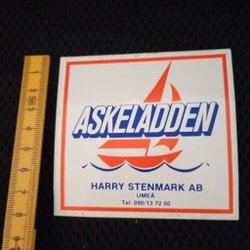 ASKELADDEN
HARRY STENMARK AB
UMEÅ
Tel. 090/13 72 00